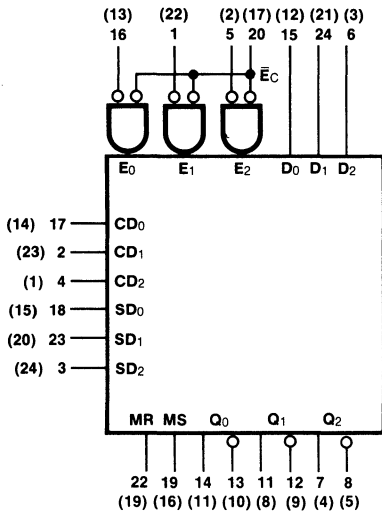 (13) (22) (2) (17) (12) (21) (3)
16 1 5 20 15 24 6
E̅C
E0 E1 E2 D0 D1 D2
(14) 17 CD0
(23) 2 CD1
(1) 4 CD2
(15) 18 SD0
(20) 23 SD1
(24) 3 SD2
MR MS Q0 Q1 Q2
22 19 14 13 11 12 7 8
(19) (16) (11) (10) (8) (9) (4) (5)